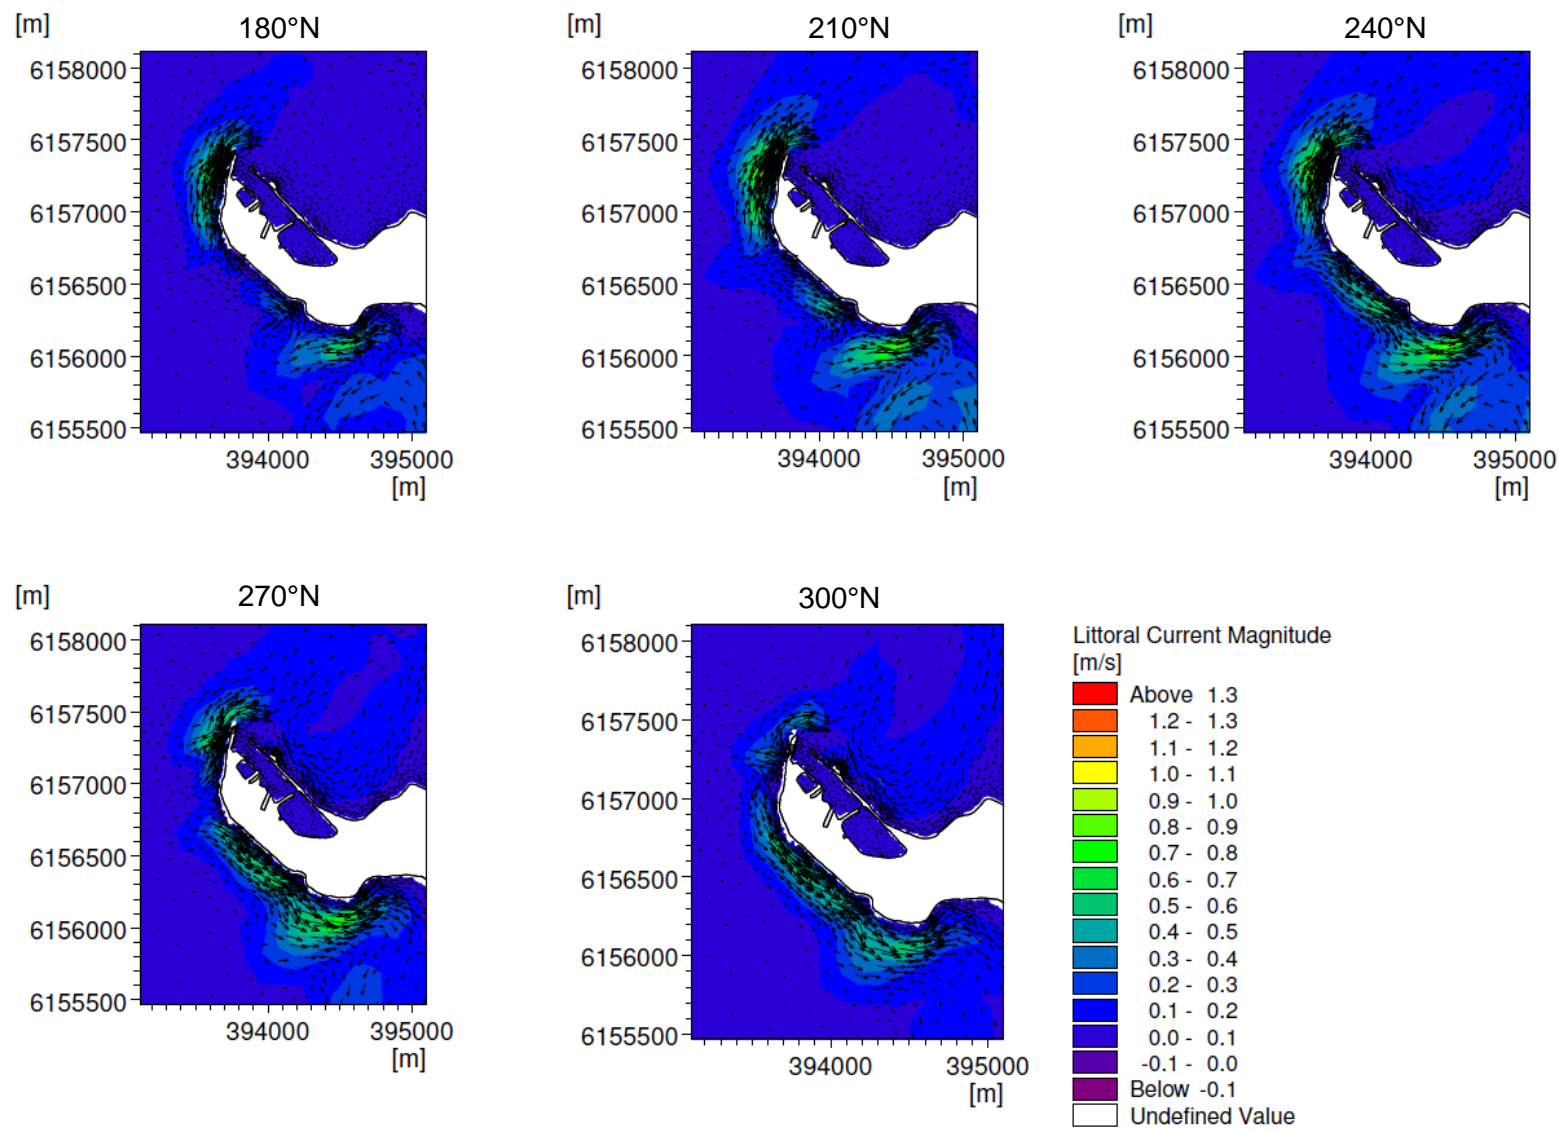 [m] 180°N
6158000
6157500
6157000
6156500
6156000
6155500
394000 395000
[m]
[m] 210°N
6158000
6157500
6157000
6156500
6156000
6155500
394000 395000
[m]
[m] 240°N
6158000
6157500
6157000
6156500
6156000
6155500
394000 395000
[m]
[m] 270°N
6158000
6157500
6157000
6156500
6156000
6155500
394000 395000
[m]
[m] 300°N
6158000
6157500
6157000
6156500
6156000
6155500
394000 395000
[m]
Littoral Current Magnitude
[m/s]
Above 1.3
1.2 - 1.3
1.1 - 1.2
1.0 - 1.1
0.9 - 1.0
0.8 - 0.9
0.7 - 0.8
0.6 - 0.7
0.5 - 0.6
0.4 - 0.5
0.3 - 0.4
0.2 - 0.3
0.1 - 0.2
0.0 - 0.1
-0.1 - 0.0
Below -0.1
Undefined Value